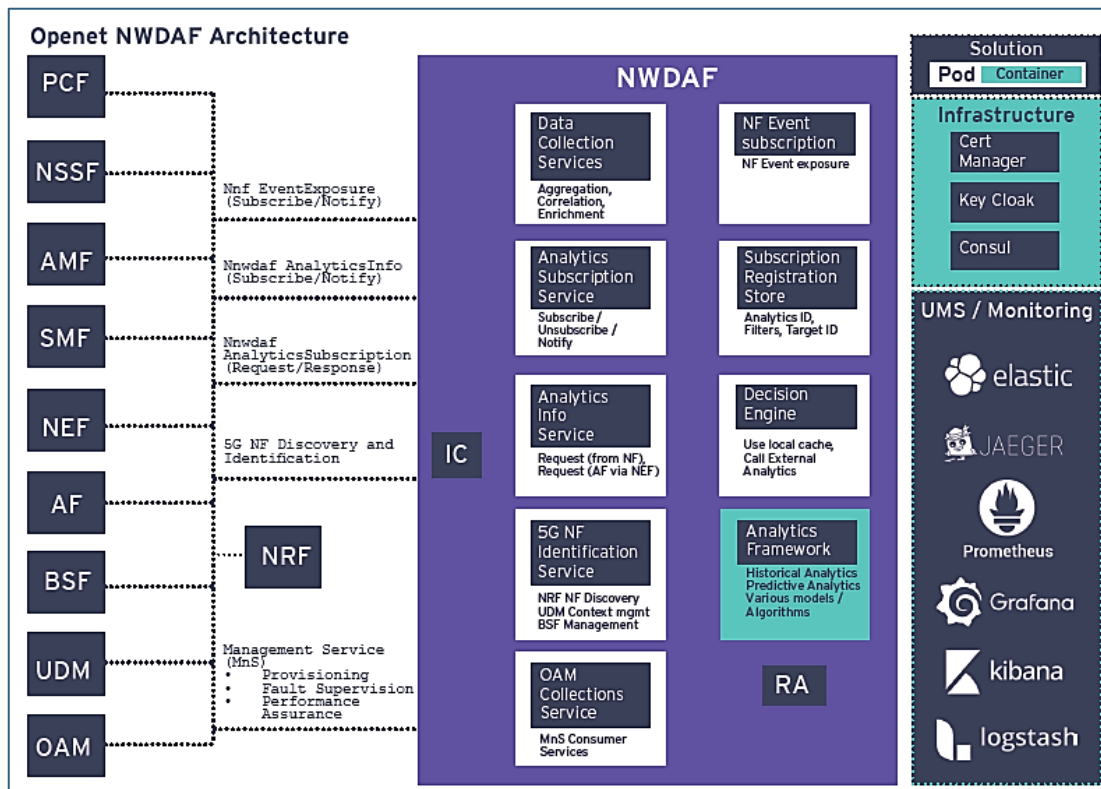 Openet NWDAF Architecture
PCF
NSSF
AMF
SMF
NEF
AF
BSF
UDM
OAM
NRF
Nnf EventExposure
(Subscribe/Notify)
Nnwdaf AnalyticsInfo
(Subscribe/Notify)
Nnwdaf
AnalyticsSubscription
(Request/Response)
5G NF Discovery and
Identification
Management Service
(MnS)
• Provisioning
• Fault Supervision
• Performance
Assurance
NWDAF
IC
Data
Collection
Services
Aggregation,
Correlation,
Enrichment
NF Event
subscription
NF Event exposure
Analytics
Subscription
Service
Subscribe /
Unsubscribe /
Notify
Subscription
Registration
Store
Analytics ID,
Filters, Target ID
Analytics
Info
Service
Request (from NF),
Request (AF via NEF)
Decision
Engine
Use local cache,
Call External
Analytics
5G NF
Identification
Service
NRF NF Discovery
UDM Context mgmt
BSF Management
Analytics
Framework
Historical Analytics
Predictive Analytics
Various models /
Algorithms
OAM
Collections
Service
MnS Consumer
Services
RA
Solution
Pod Container
Infrastructure
Cert
Manager
Key Cloak
Consul
UMS / Monitoring
elastic
JAEGER
Prometheus
Grafana
kibana
logstash